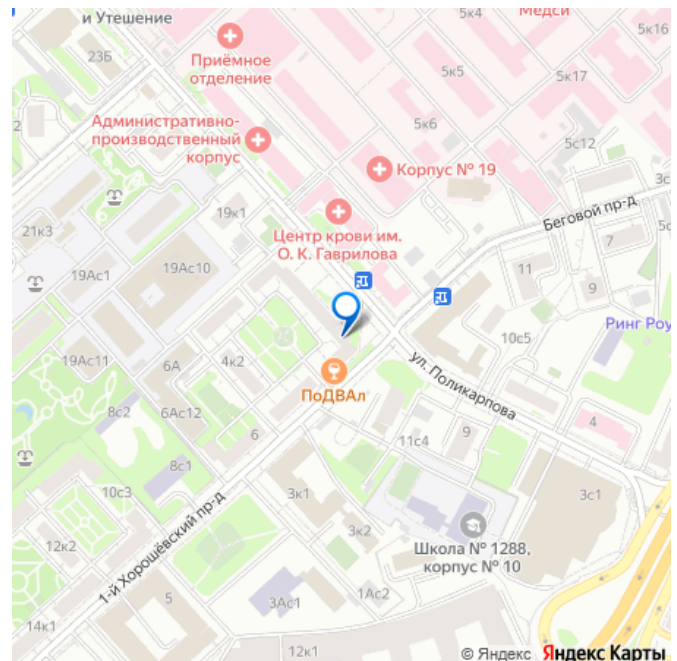 и Утешение
Медси
5к16
23Б
Приёмное
отделение
5к5
5к17
Административно-
производственный
корпус
5к6
5с12
Корпус № 19
3с
2
19к1
21к3
Центр крови им.
О. К. Гаврилова
Беговой пр-д
7
5с
19Ас1
19Ас10
11
9
Ринг Роу
10с5
19Ас11
6А
4к2
ул. Поликарпова
ПоДВАл
8с2
6Ас12
6
11с4
9
4
8с1
10с3
3к1
3с1
1-й Хорошёвский пр-д
3к2
12к2
Школа № 1288,
корпус № 10
5
3Ас1
1Ас2
14к1
12к1
© Яндекс Яндекс Карты